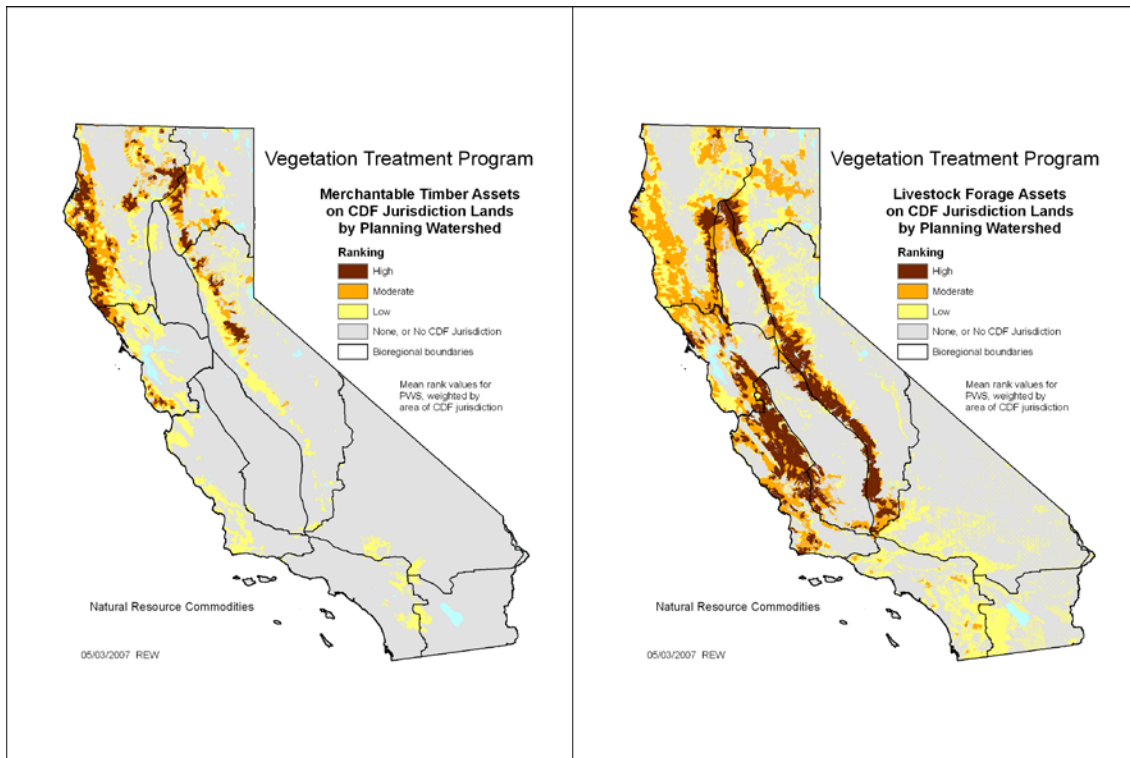 Vegetation Treatment Program
Merchantable Timber Assets
on CDF Jurisdiction Lands
by Planning Watershed
Ranking
High
Moderate
Low
None, or No CDF Jurisdiction
Bioregional boundaries
Mean rank values for
PWS, weighted by
area of CDF jurisdiction
Natural Resource Commodities
05/03/2007 REW
Vegetation Treatment Program
Livestock Forage Assets
on CDF Jurisdiction Lands
by Planning Watershed
Ranking
High
Moderate
Low
None, or No CDF Jurisdiction
Bioregional boundaries
Mean rank values for
PWS, weighted by
area of CDF jurisdiction
Natural Resource Commodities
05/03/2007 REW